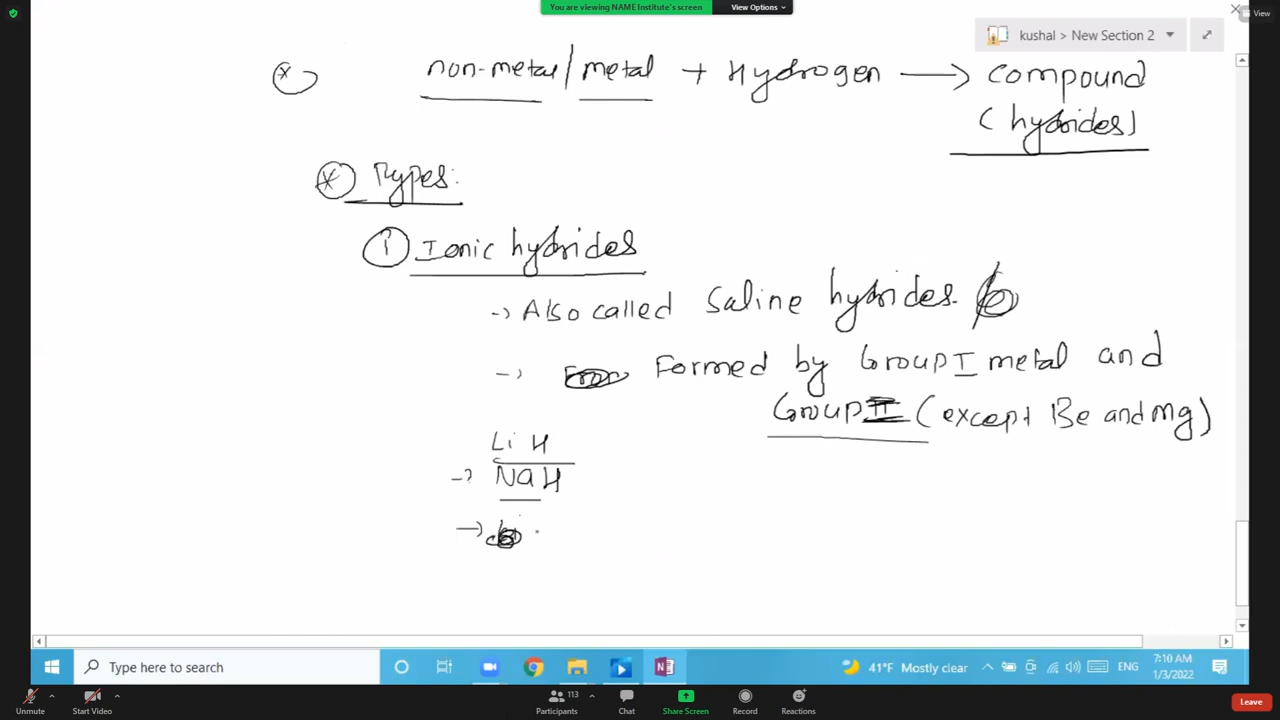 You are viewing NAME Institute's screen
View Options
View
kushal > New Section 2
non-metal/metal + Hydrogen → compound
(hydrides)
Types:
① Ionic hydrides
→ Also called Saline hydrides.
→ Formed by Group I metal and
Group II (except Be and Mg)
LiH
→ NaH
→
Type here to search
41°F Mostly clear
ENG
7:10 AM
1/3/2022
Unmute
Start Video
113
Participants
Chat
Share Screen
Record
Reactions
Leave